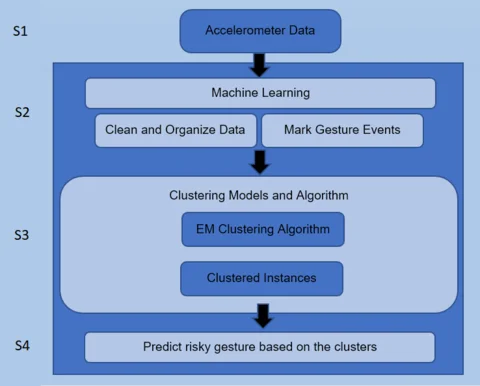 S1
Accelerometer Data
S2
Machine Learning
Clean and Organize Data
Mark Gesture Events
S3
Clustering Models and Algorithm
EM Clustering Algorithm
Clustered Instances
S4
Predict risky gesture based on the clusters